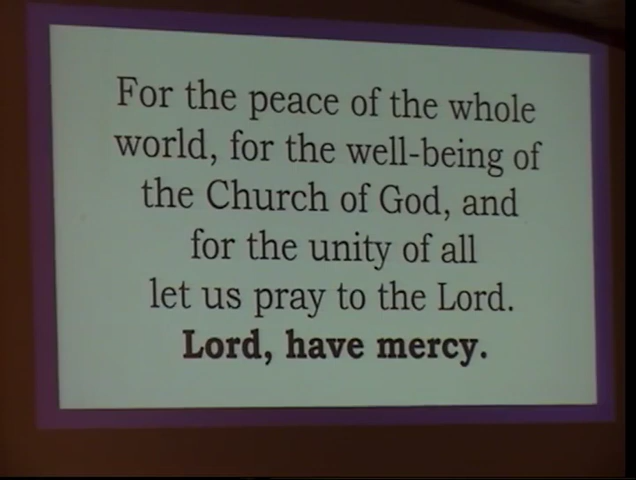 For the peace of the whole
world, for the well-being of
the Church of God, and
for the unity of all
let us pray to the Lord.
Lord, have mercy.